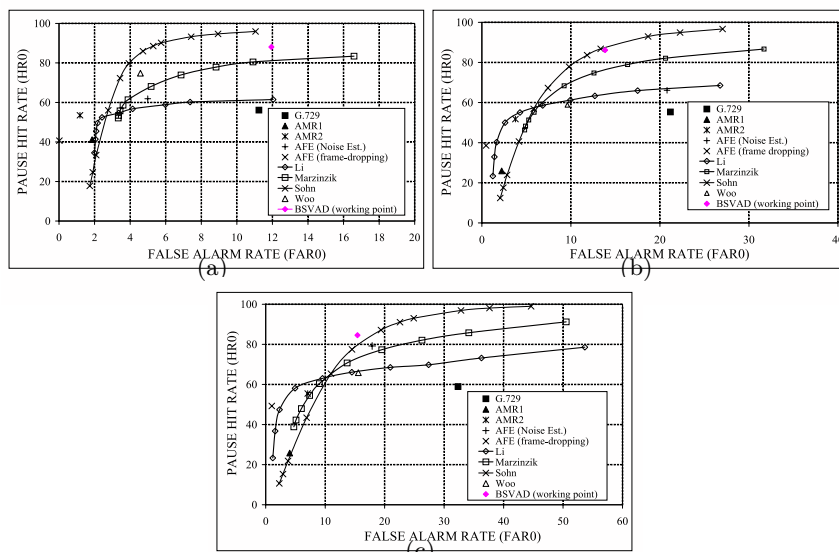 100
80
60
40
20
0
PAUSE HIT RATE (HR0)
0 2 4 6 8 10 12 14 16 18
FALSE ALARM RATE (FAR0)
G.729
AMR1
AMR2
AFE (Noise Est.)
AFE (frame-dropping)
Li
Marzinzik
Sohn
Woo
BSVAD (working point)
(a)
100
80
60
40
20
0
PAUSE HIT RATE (HR0)
0 10 20 30 40
FALSE ALARM RATE (FAR0)
G.729
AMR1
AMR2
AFE (Noise Est.)
AFE (frame-dropping)
Li
Marzinzik
Sohn
Woo
BSVAD (working point)
(b)
100
80
60
40
20
0
PAUSE HIT RATE (HR0)
0 10 20 30 40 50 60
FALSE ALARM RATE (FAR0)
G.729
AMR1
AMR2
AFE (Noise Est.)
AFE (frame-dropping)
Li
Marzinzik
Sohn
Woo
BSVAD (working point)
(c)